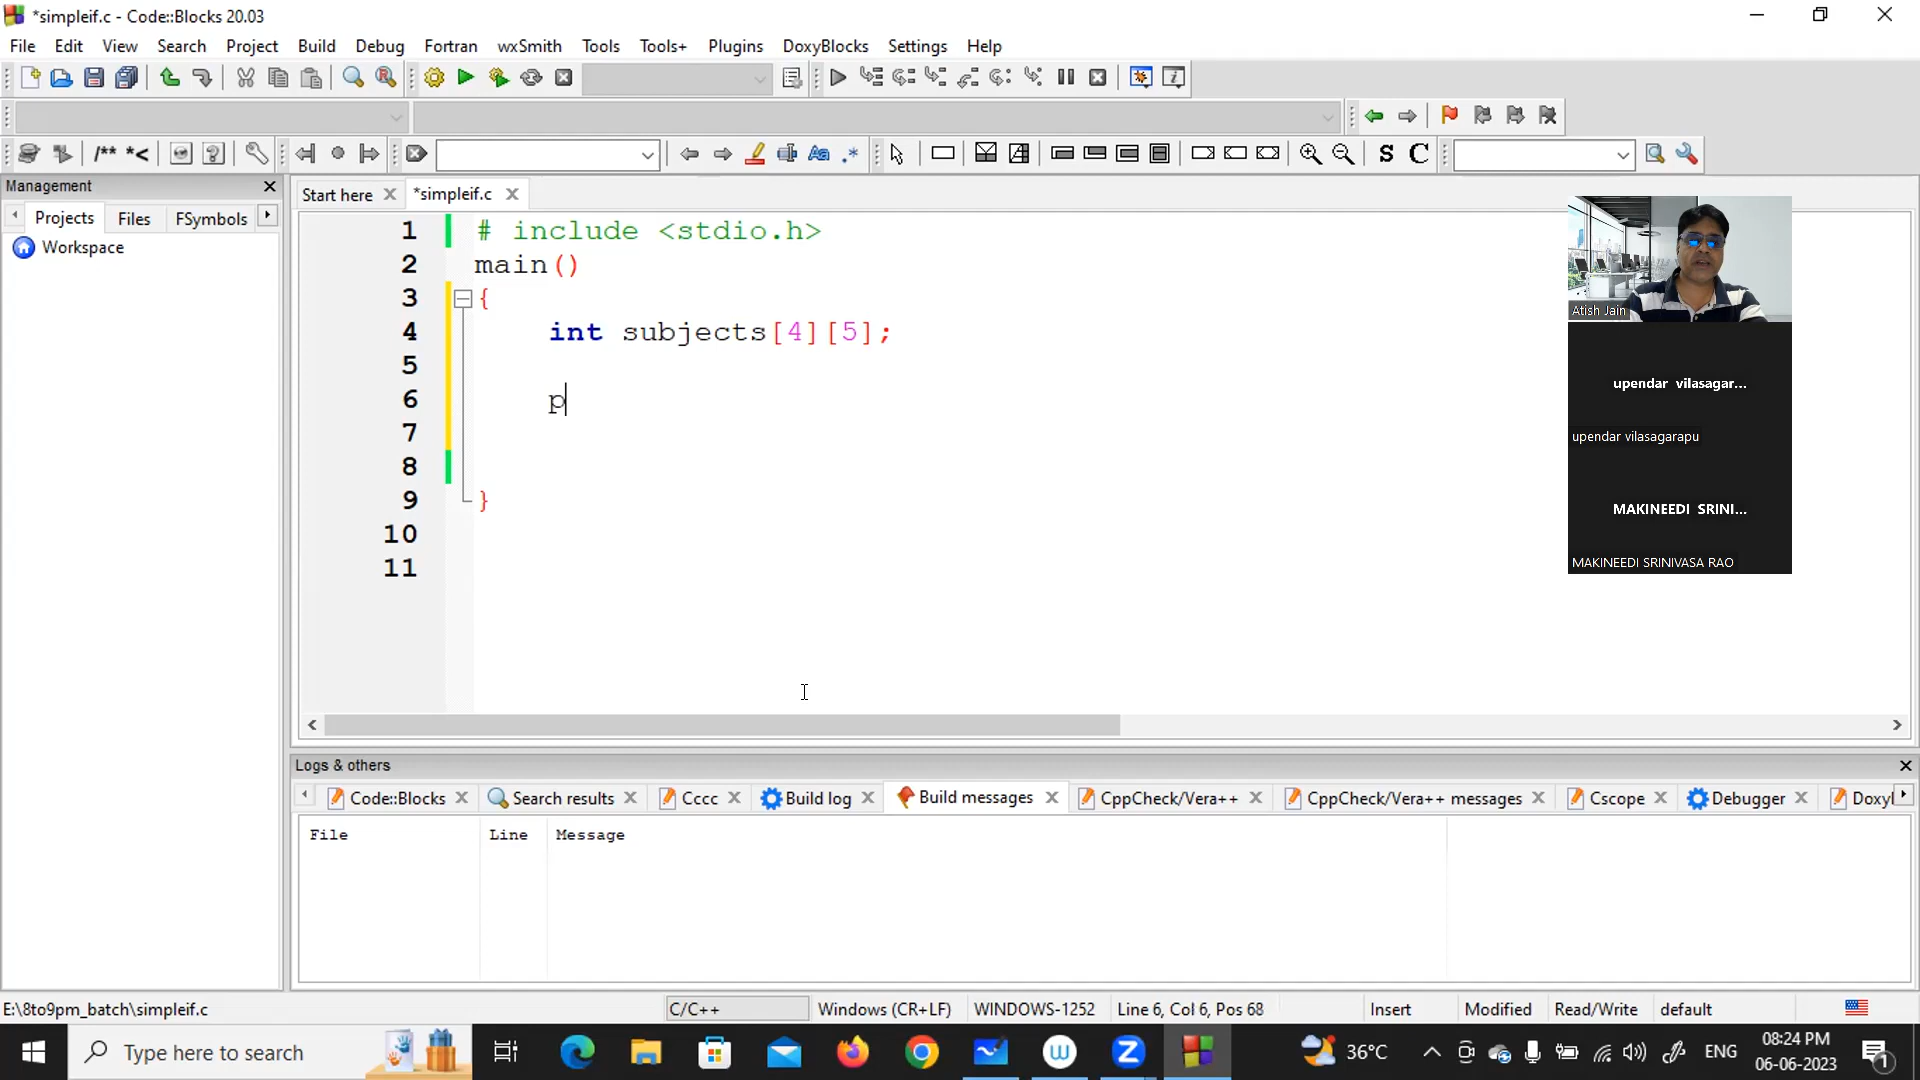 *simpleif.c - Code::Blocks 20.03
File Edit View Search Project Build Debug Fortran wxSmith Tools Tools+ Plugins DoxyBlocks Settings Help
/** *<
Aa .* S C
Management
Projects Files FSymbols
Workspace
Start here *simpleif.c
1 # include <stdio.h>
2 main()
3 {
4 int subjects[4][5];
5
6 p
7
8
9 }
10
11
Atish Jain
upendar vilasagar...
upendar vilasagarapu
MAKINEEDI SRINI...
MAKINEEDI SRINIVASA RAO
Logs & others
Code::Blocks Search results Cccc Build log Build messages CppCheck/Vera++ CppCheck/Vera++ messages Cscope Debugger Doxyl
File Line Message
E:\8to9pm_batch\simpleif.c C/C++ Windows (CR+LF) WINDOWS-1252 Line 6, Col 6, Pos 68 Insert Modified Read/Write default
Type here to search 36°C ENG 08:24 PM
06-06-2023 1